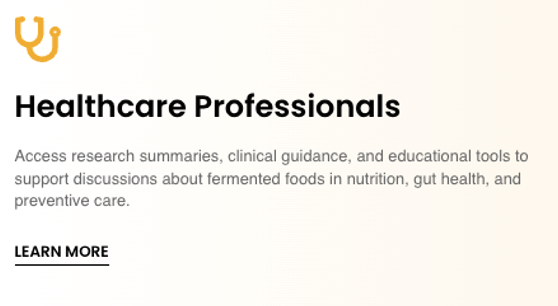 Healthcare Professionals
Access research summaries, clinical guidance, and educational tools to
support discussions about fermented foods in nutrition, gut health, and
preventive care.
LEARN MORE